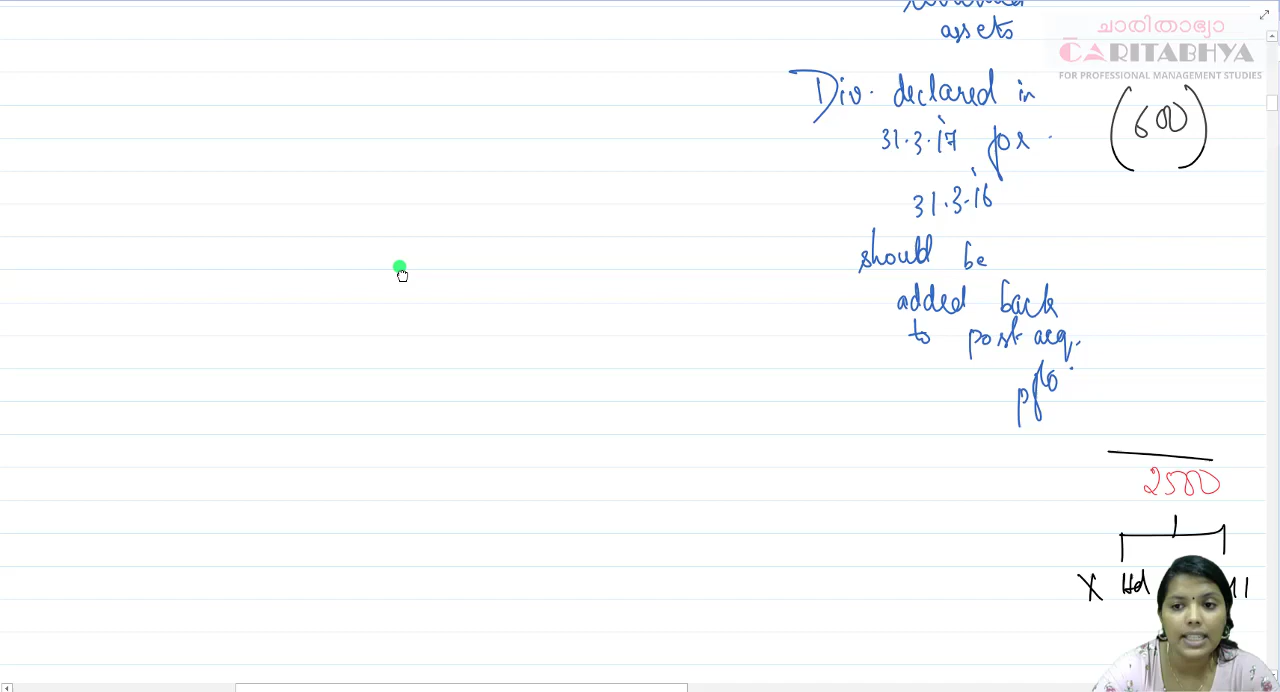 assets
ചാരിതാഭ്യാ
CĀRITABHYA
FOR PROFESSIONAL MANAGEMENT STUDIES
Div. declared in
31.3.17 for
31.3.16
(600)
should be
added back
to post acq.
pft
2500
X Ltd